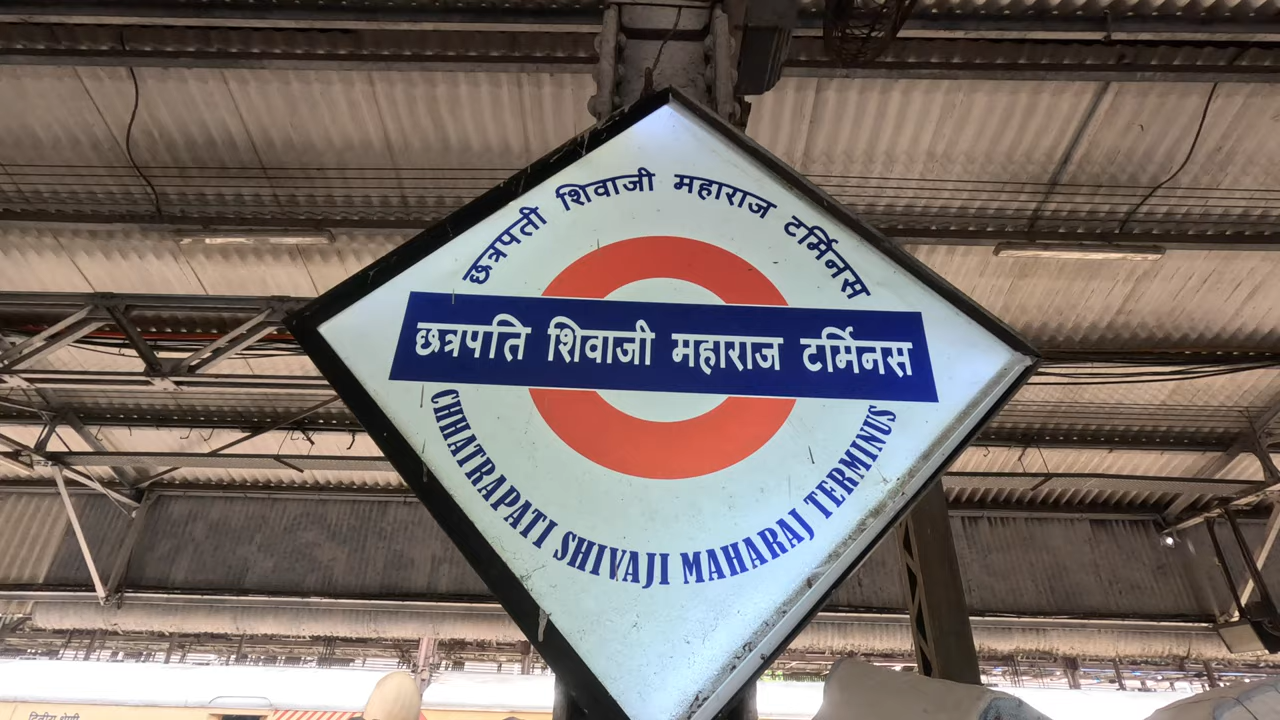 छत्रपती शिवाजी महाराज टर्मिनस
छत्रपति शिवाजी महाराज टर्मिनस
CHHATRAPATI SHIVAJI MAHARAJ TERMINUS
द्वितीय श्रेणी